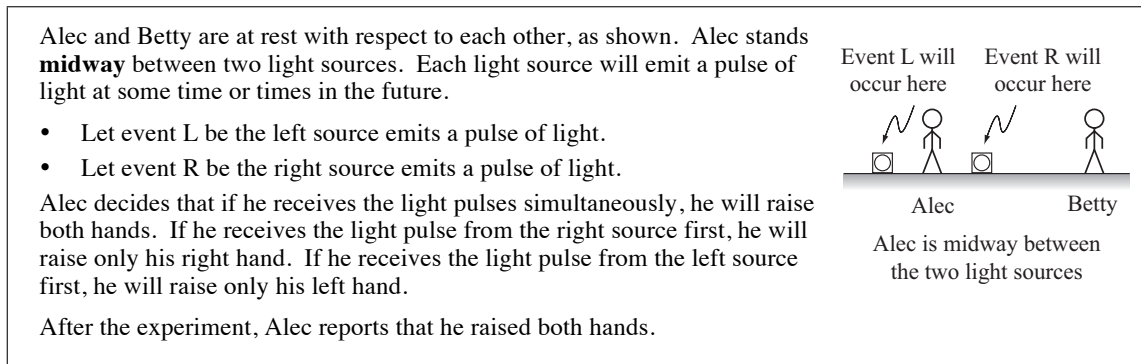 Alec and Betty are at rest with respect to each other, as shown. Alec stands
midway between two light sources. Each light source will emit a pulse of
light at some time or times in the future.
• Let event L be the left source emits a pulse of light.
• Let event R be the right source emits a pulse of light.
Alec decides that if he receives the light pulses simultaneously, he will raise
both hands. If he receives the light pulse from the right source first, he will
raise only his right hand. If he receives the light pulse from the left source
first, he will raise only his left hand.
After the experiment, Alec reports that he raised both hands.
Event L will
occur here
Event R will
occur here
Alec
Betty
Alec is midway between
the two light sources